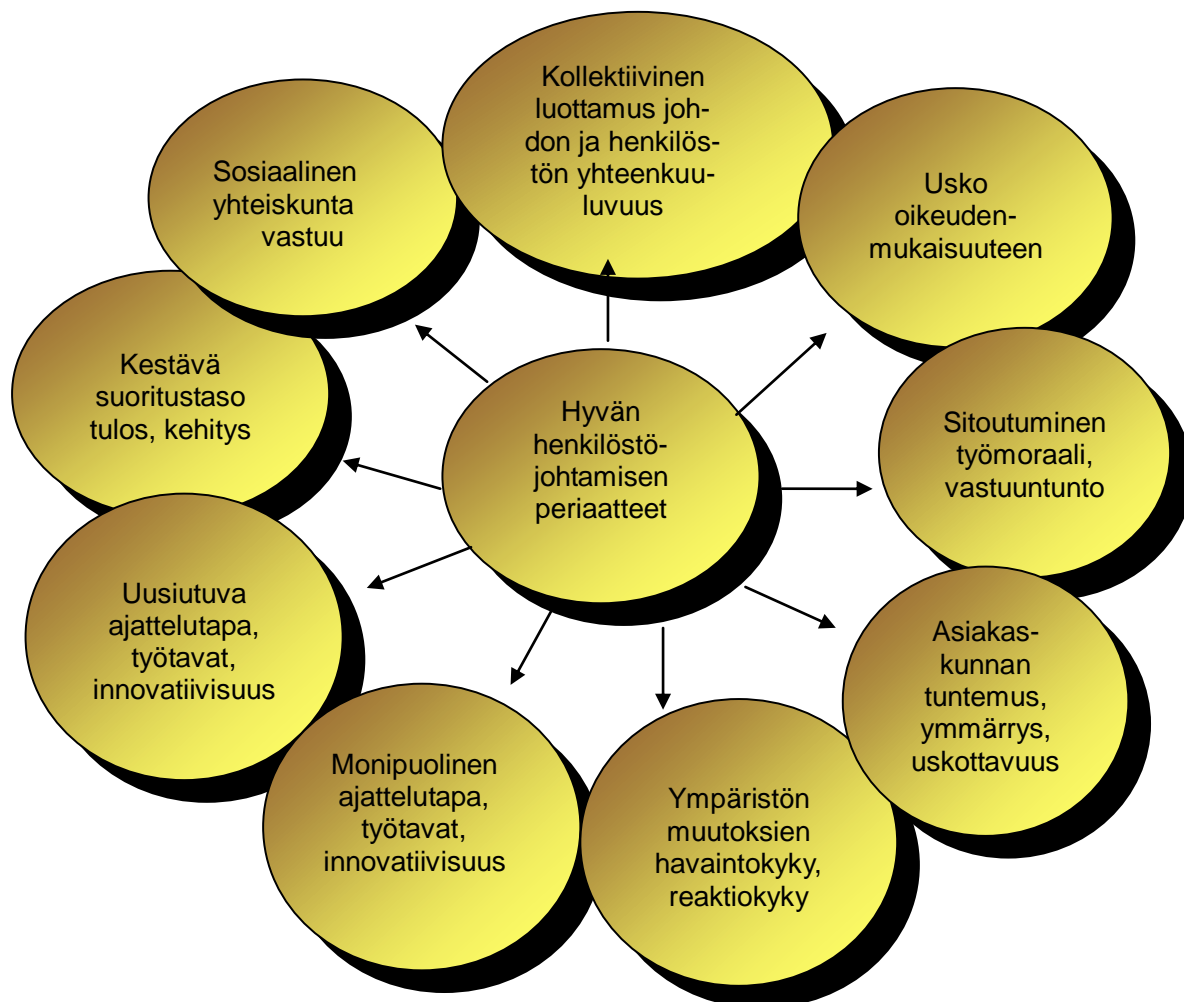 Kollektiivinen
luottamus joh-
don ja henkilös-
tön yhteenkuu-
luvuus
Sosiaalinen
yhteiskunta
vastuu
Usko
oikeuden-
mukaisuuteen
Kestävä
suoritustaso
tulos, kehitys
Hyvän
henkilöstö-
johtamisen
periaatteet
Sitoutuminen
työmoraali,
vastuuntunto
Uusiutuva
ajattelutapa,
työtavat,
innovatiivisuus
Asiakas-
kunnan
tuntemus,
ymmärrys,
uskottavuus
Monipuolinen
ajattelutapa,
työtavat,
innovatiivisuus
Ympäristön
muutoksien
havaintokyky,
reaktiokyky